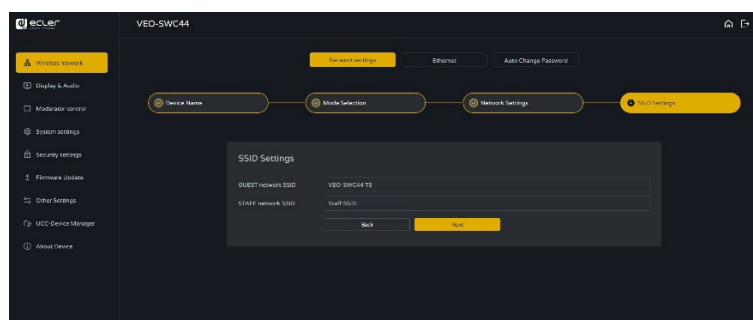 ecler
VEO-SWC44
Wireless network
Display & Audio
Moderator control
System settings
Security settings
Firmware Update
Other Settings
UCC-Device Manager
About Device
Network settings
Ethernet
Auto Change Password
Device Name
Mode Selection
Network Settings
SSID Settings
SSID Settings
GUEST network SSID
VEO-SWC44 TS
STAFF network SSID
Staff SSID
Back
Next